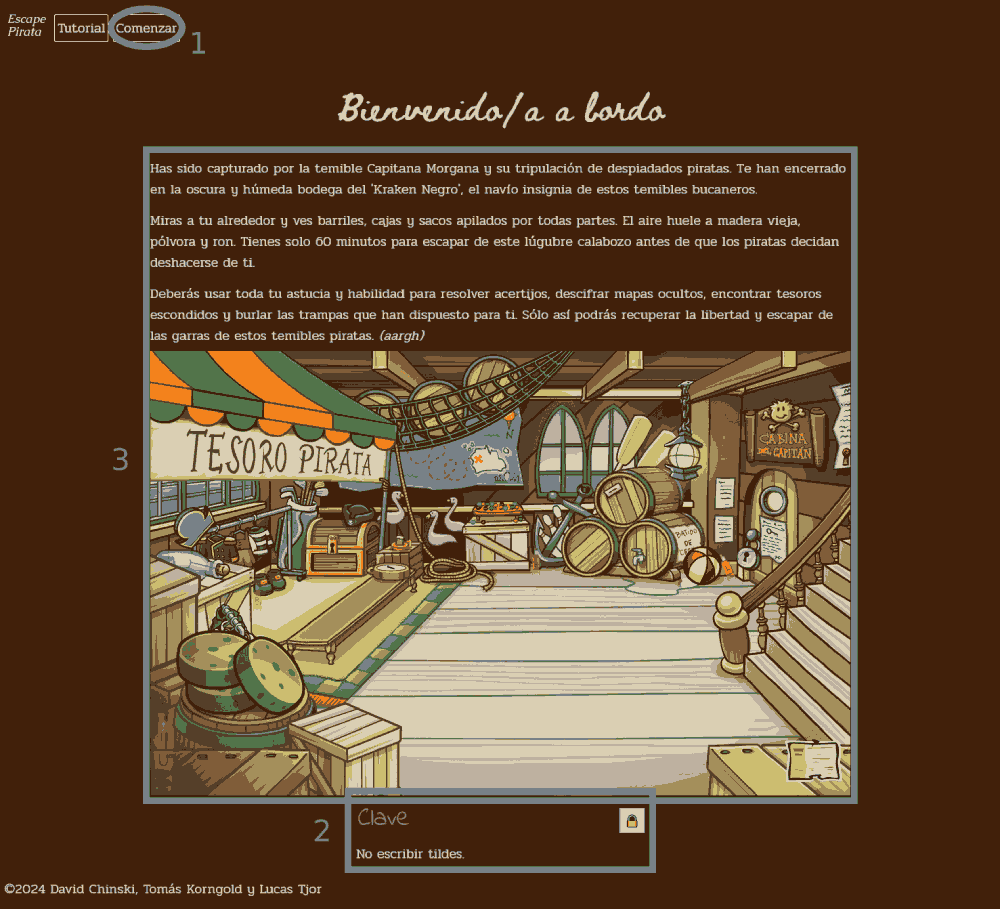 Escape
Pirata
Tutorial
Comenzar
1
Bienvenido/a a bordo
Has sido capturado por la temible Capitana Morgana y su tripulación de despiadados piratas. Te han encerrado
en la oscura y húmeda bodega del 'Kraken Negro', el navío insignia de estos temibles bucaneros.
Miras a tu alrededor y ves barriles, cajas y sacos apilados por todas partes. El aire huele a madera vieja,
pólvora y ron. Tienes solo 60 minutos para escapar de este lúgubre calabozo antes de que los piratas decidan
deshacerse de ti.
Deberás usar toda tu astucia y habilidad para resolver acertijos, descifrar mapas ocultos, encontrar tesoros
escondidos y burlar las trampas que han dispuesto para ti. Sólo así podrás recuperar la libertad y escapar de
las garras de estos temibles piratas. (aargh)
3
TESORO PIRATA
N
CABINA
DEL CAPITÁN
BATIDO
DE
2
Clave
No escribir tildes.
©2024 David Chinski, Tomás Korngold y Lucas Tjor